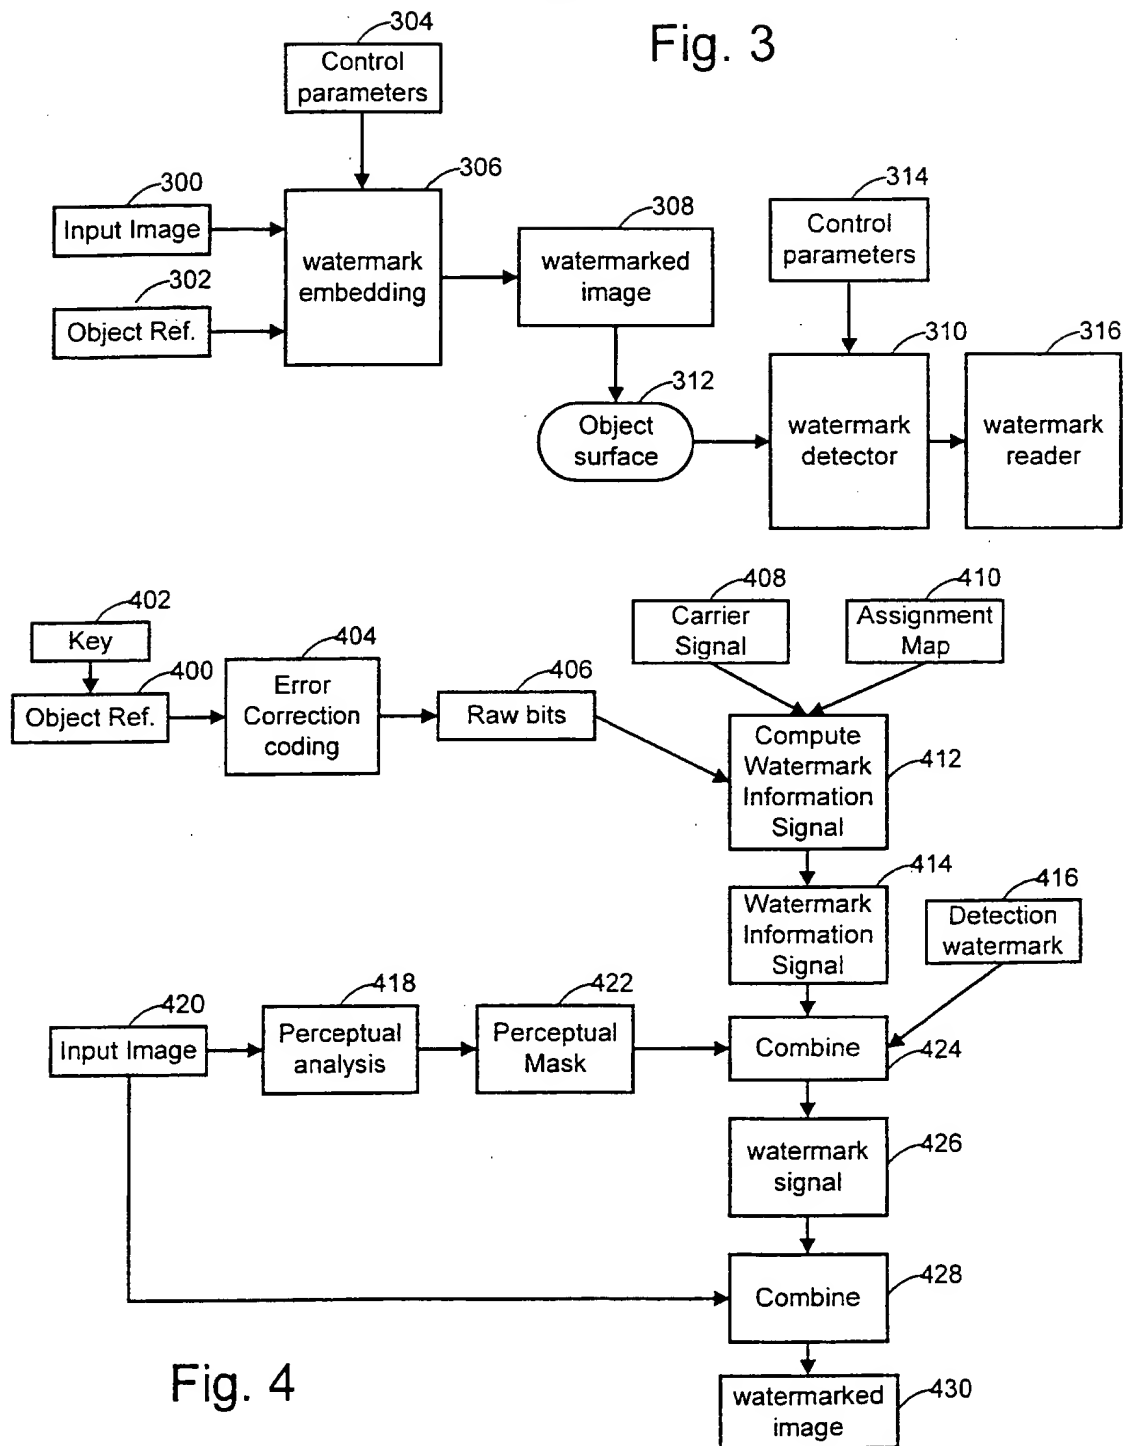 Fig. 3
304
Control
parameters
300
Input Image
302
Object Ref.
306
watermark
embedding
308
watermarked
image
312
Object
surface
314
Control
parameters
310
watermark
detector
316
watermark
reader
402
Key
400
Object Ref.
404
Error
Correction
coding
406
Raw bits
408
Carrier
Signal
410
Assignment
Map
Compute
Watermark
Information
Signal
412
414
Watermark
Information
Signal
416
Detection
watermark
420
Input Image
418
Perceptual
analysis
422
Perceptual
Mask
Combine
424
watermark
signal
426
Combine
428
watermarked
image
430
Fig. 4